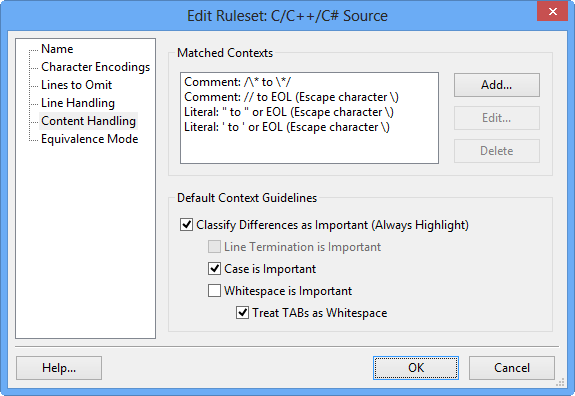 Edit Ruleset: C/C++/C# Source
Name
Character Encodings
Lines to Omit
Line Handling
Content Handling
Equivalence Mode
Matched Contexts
Comment: /\* to \*/
Comment: // to EOL (Escape character \)
Literal: " to " or EOL (Escape character \)
Literal: ' to ' or EOL (Escape character \)
Add...
Edit...
Delete
Default Context Guidelines
Classify Differences as Important (Always Highlight)
Line Termination is Important
Case is Important
Whitespace is Important
Treat TABs as Whitespace
Help...
OK
Cancel